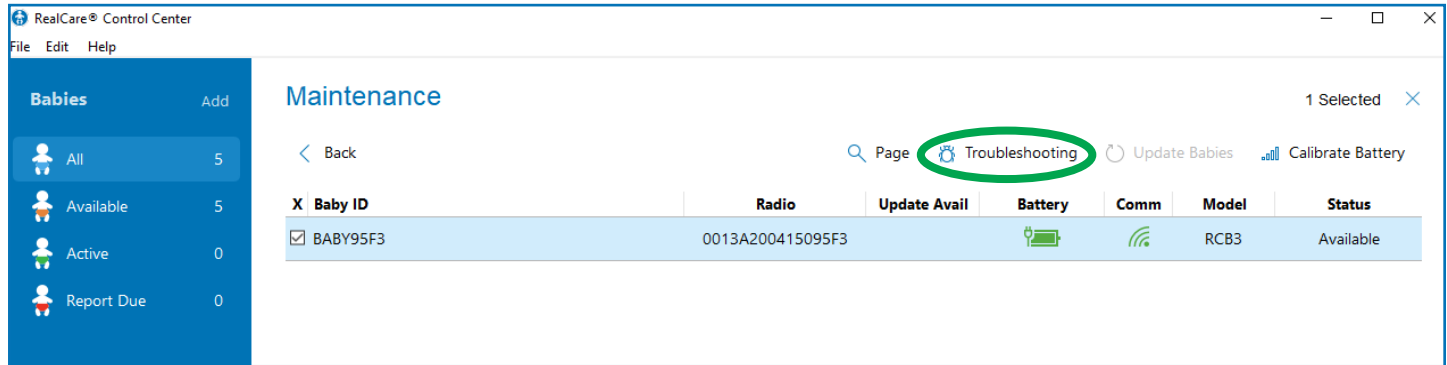 RealCare® Control Center
File Edit Help
Babies Add
All 5
Available 5
Active 0
Report Due 0
Maintenance
1 Selected
Back
Page Troubleshooting Update Babies Calibrate Battery
X Baby ID Radio Update Avail Battery Comm Model Status
BABY95F3 0013A200415095F3 RCB3 Available